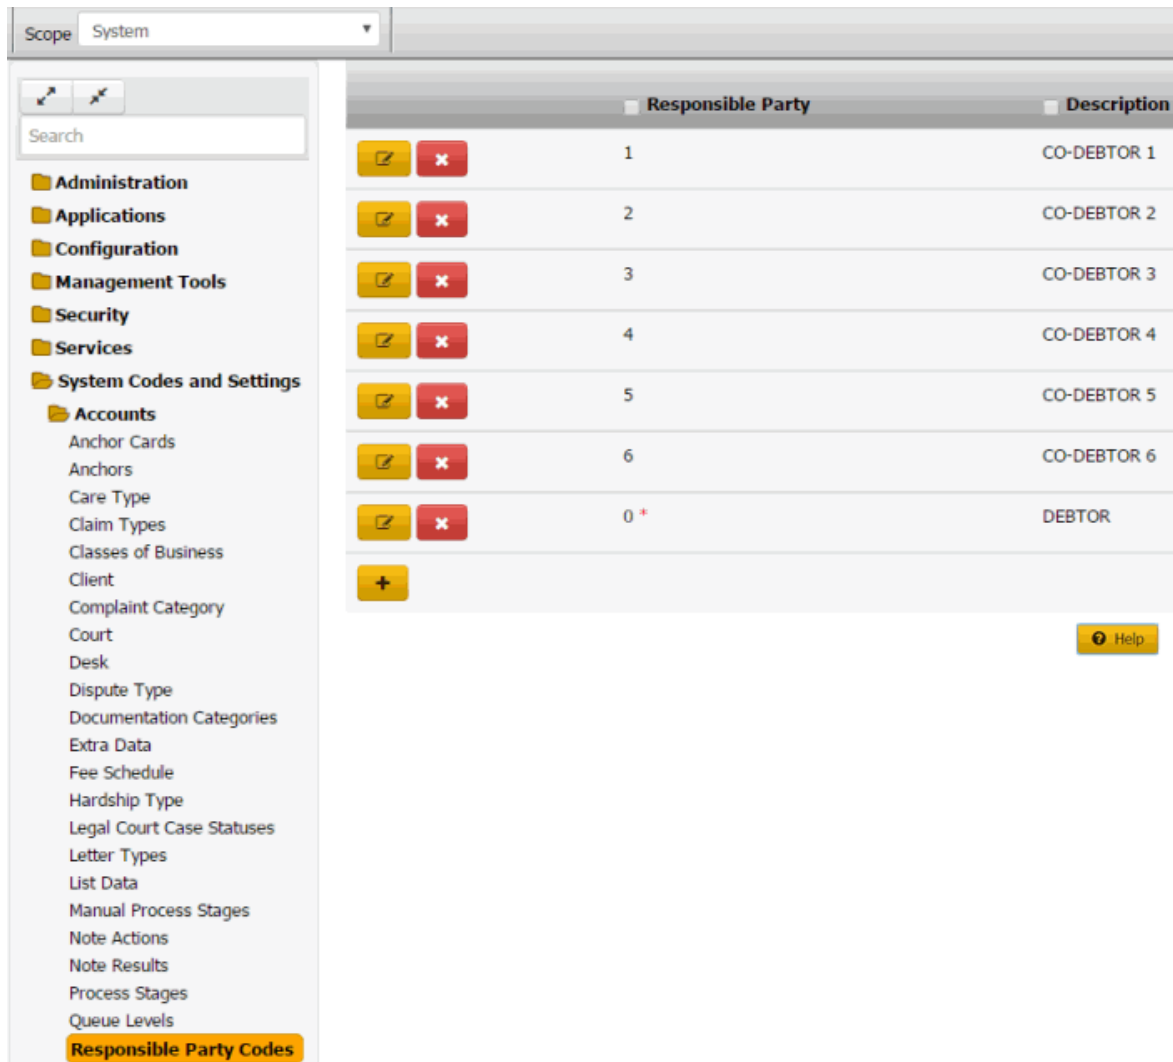 Scope System
Search
Administration
Applications
Configuration
Management Tools
Security
Services
System Codes and Settings
Accounts
Anchor Cards
Anchors
Care Type
Claim Types
Classes of Business
Client
Complaint Category
Court
Desk
Dispute Type
Documentation Categories
Extra Data
Fee Schedule
Hardship Type
Legal Court Case Statuses
Letter Types
List Data
Manual Process Stages
Note Actions
Note Results
Process Stages
Queue Levels
Responsible Party Codes
Responsible Party Description
1 CO-DEBTOR 1
2 CO-DEBTOR 2
3 CO-DEBTOR 3
4 CO-DEBTOR 4
5 CO-DEBTOR 5
6 CO-DEBTOR 6
0 * DEBTOR
Help